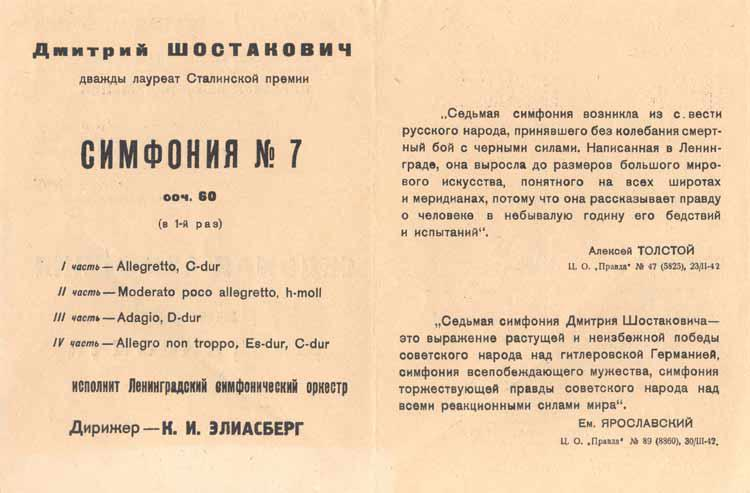 Дмитрий ШОСТАКОВИЧ
дважды лауреат Сталинской премии
СИМФОНИЯ № 7
соч. 60
(в 1-й раз)
I часть — Allegretto, C-dur
II часть — Moderato poco allegretto, h-moll
III часть — Adagio, D-dur
IV часть — Allegro non troppo, Es-dur, C-dur
исполнит Ленинградский симфонический оркестр
Дирижер — К. И. ЭЛИАСБЕРГ
„Седьмая симфония возникла из с.вести
русского народа, принявшего без колебания смерт-
ный бой с черными силами. Написанная в Ленин-
граде, она выросла до размеров большого миро-
вого искусства, понятного на всех широтах
и меридианах, потому что она рассказывает правду
о человеке в небывалую годину его бедствий
и испытаний“.
Алексей ТОЛСТОЙ
Ц. О. „Правда“ № 47 (5825), 23/II-42
„Седьмая симфония Дмитрия Шостаковича—
это выражение растущей и неизбежной победы
советского народа над гитлеровской Германией,
симфония всепобеждающего мужества, симфония
торжествующей правды советского народа над
всеми реакционными силами мира“.
Ем. ЯРОСЛАВСКИЙ
Ц. О. „Правда“ № 89 (8860), 30/III-42.